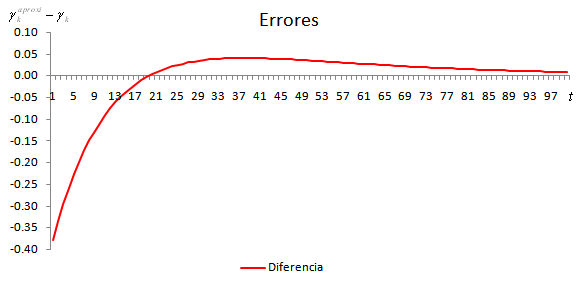 γ_k^{aproxi} − γ_k
Errores
0.10
0.05
0.00
-0.05
-0.10
-0.15
-0.20
-0.25
-0.30
-0.35
-0.40
1 5 9 13 17 21 25 29 33 37 41 45 49 53 57 61 65 69 73 77 81 85 89 93 97 t
Diferencia